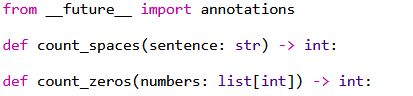 from __future__ import annotations
def count_spaces(sentence: str) -> int:
def count_zeros(numbers: list[int]) -> int: